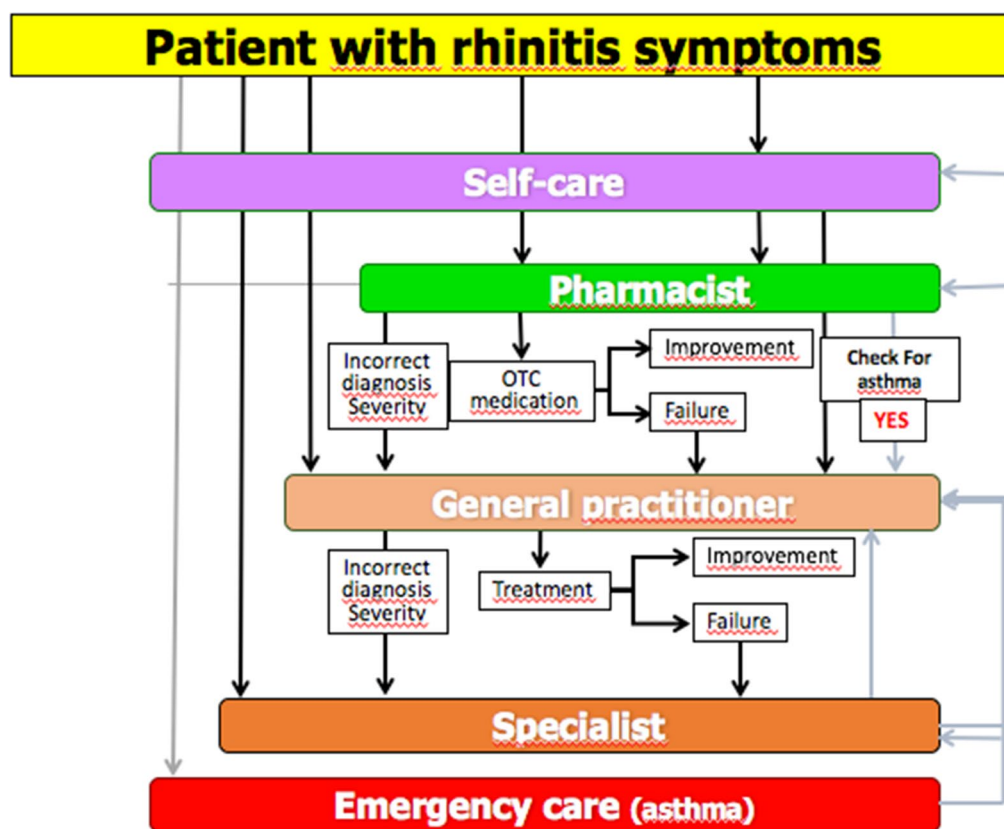 Patient with rhinitis symptoms
Self-care
Pharmacist
Incorrect
diagnosis
Severity
OTC
medication
Improvement
Failure
Check For
asthma
YES
General practitioner
Incorrect
diagnosis
Severity
Treatment
Improvement
Failure
Specialist
Emergency care (asthma)